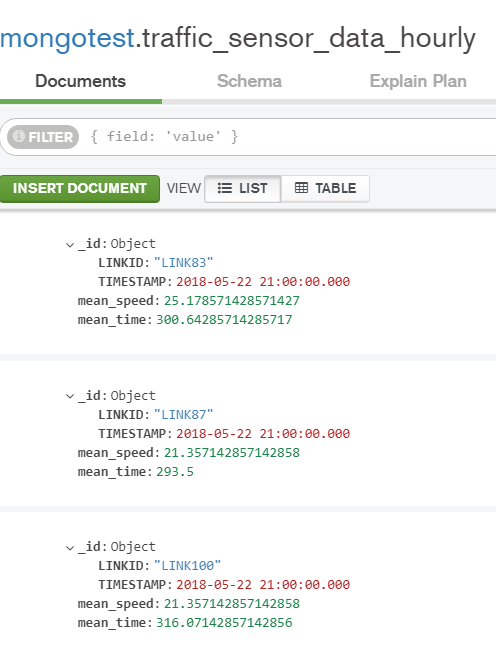 mongotest.traffic_sensor_data_hourly
Documents Schema Explain Plan
FILTER { field: 'value' }
INSERT DOCUMENT VIEW LIST TABLE
_id: Object
LINKID: "LINK83"
TIMESTAMP: 2018-05-22 21:00:00.000
mean_speed: 25.178571428571427
mean_time: 300.64285714285717
_id: Object
LINKID: "LINK87"
TIMESTAMP: 2018-05-22 21:00:00.000
mean_speed: 21.357142857142858
mean_time: 293.5
_id: Object
LINKID: "LINK100"
TIMESTAMP: 2018-05-22 21:00:00.000
mean_speed: 21.357142857142858
mean_time: 316.07142857142856